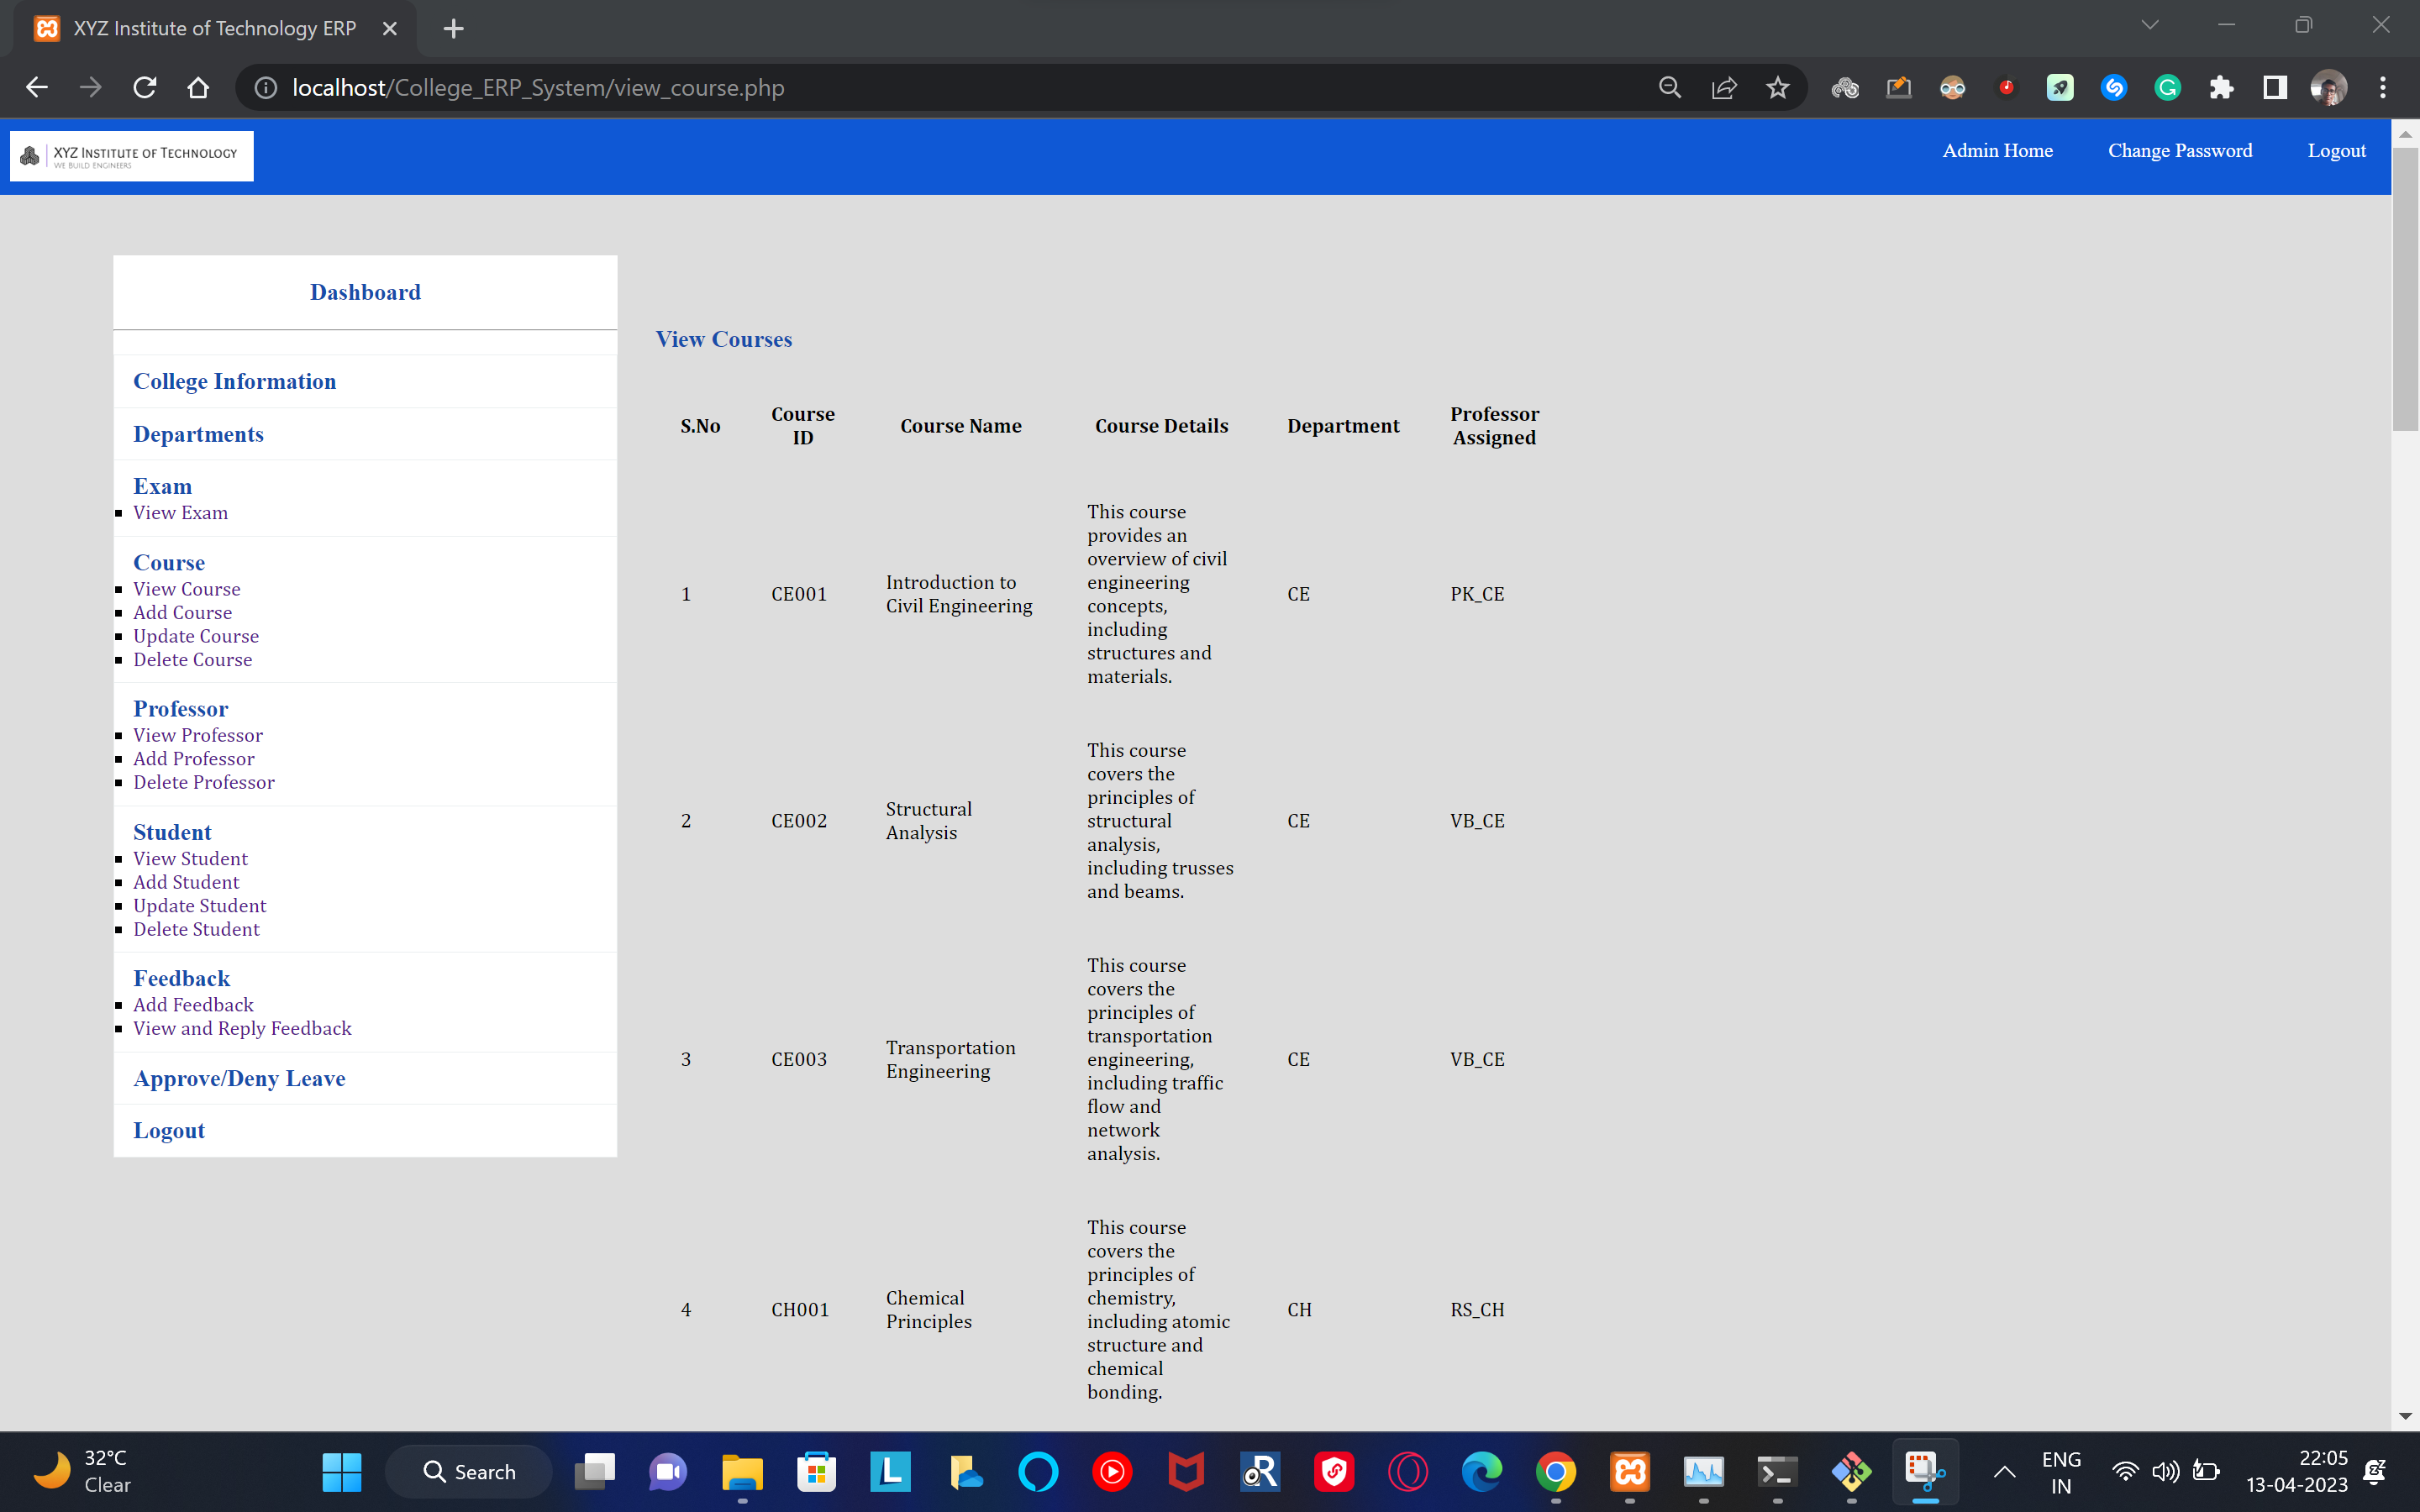 XYZ Institute of Technology ERP
localhost/College_ERP_System/view_course.php
XYZ INSTITUTE OF TECHNOLOGY
WE BUILD ENGINEERS
Admin Home
Change Password
Logout
Dashboard
College Information
Departments
Exam
View Exam
Course
View Course
Add Course
Update Course
Delete Course
Professor
View Professor
Add Professor
Delete Professor
Student
View Student
Add Student
Update Student
Delete Student
Feedback
Add Feedback
View and Reply Feedback
Approve/Deny Leave
Logout
View Courses
S.No
Course
ID
Course Name
Course Details
Department
Professor
Assigned
1
CE001
Introduction to
Civil Engineering
This course
provides an
overview of civil
engineering
concepts,
including
structures and
materials.
CE
PK_CE
2
CE002
Structural
Analysis
This course
covers the
principles of
structural
analysis,
including trusses
and beams.
CE
VB_CE
3
CE003
Transportation
Engineering
This course
covers the
principles of
transportation
engineering,
including traffic
flow and
network
analysis.
CE
VB_CE
4
CH001
Chemical
Principles
This course
covers the
principles of
chemistry,
including atomic
structure and
chemical
bonding.
CH
RS_CH
32°C
Clear
Search
ENG
IN
22:05
13-04-2023